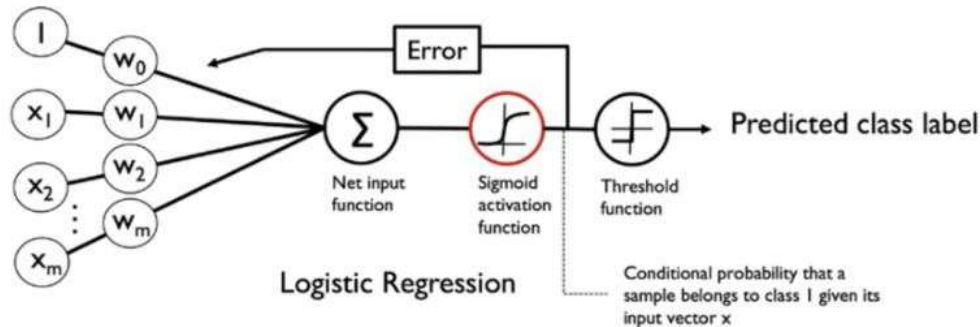 1
w0
Error
x1
w1
Σ
Predicted class label
x2
w2
Net input
function
Sigmoid
activation
function
Threshold
function
wm
xm
Logistic Regression
Conditional probability that a
sample belongs to class 1 given its
input vector x